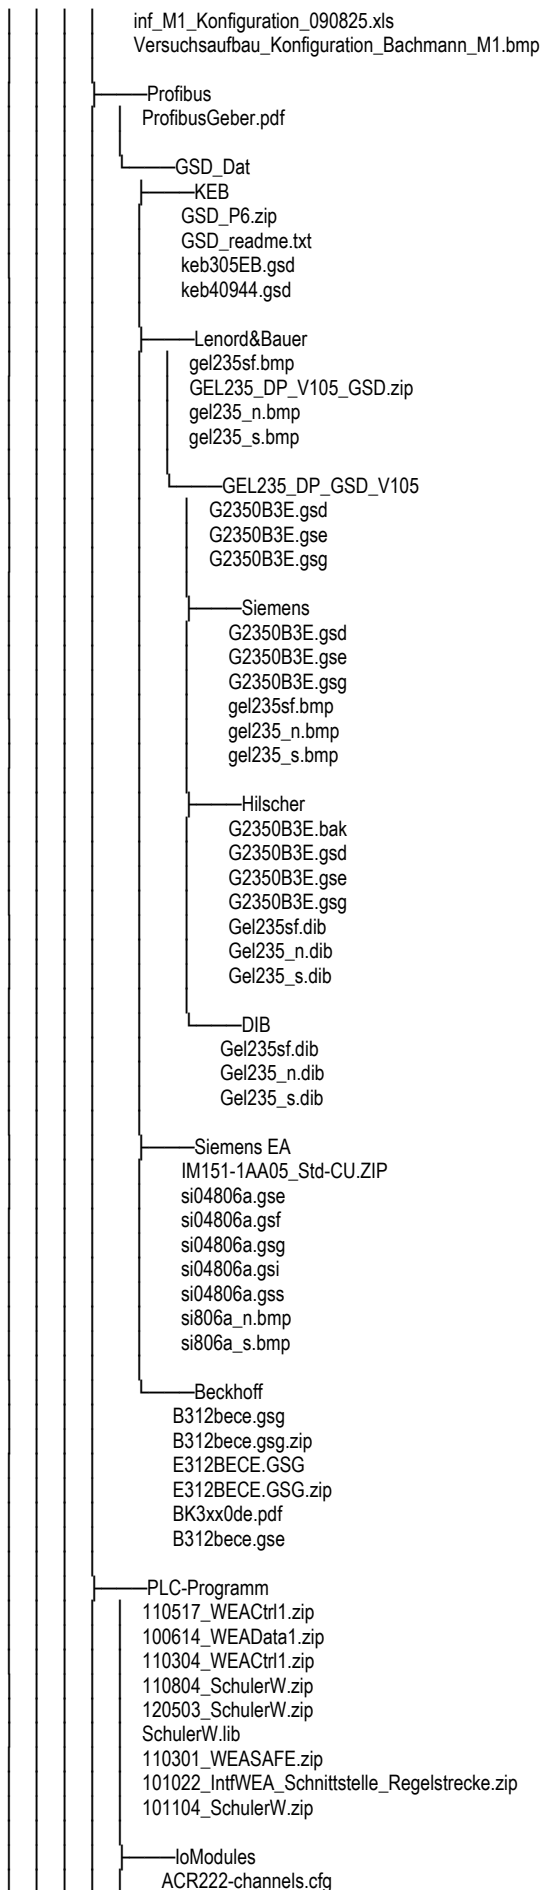 inf_M1_Konfiguration_090825.xls
Versuchsaufbau_Konfiguration_Bachmann_M1.bmp
Profibus
ProfibusGeber.pdf
GSD_Dat
KEB
GSD_P6.zip
GSD_readme.txt
keb305EB.gsd
keb40944.gsd
Lenord&Bauer
gel235sf.bmp
GEL235_DP_V105_GSD.zip
gel235_n.bmp
gel235_s.bmp
GEL235_DP_GSD_V105
G2350B3E.gsd
G2350B3E.gse
G2350B3E.gsg
Siemens
G2350B3E.gsd
G2350B3E.gse
G2350B3E.gsg
gel235sf.bmp
gel235_n.bmp
gel235_s.bmp
Hilscher
G2350B3E.bak
G2350B3E.gsd
G2350B3E.gse
G2350B3E.gsg
Gel235sf.dib
Gel235_n.dib
Gel235_s.dib
DIB
Gel235sf.dib
Gel235_n.dib
Gel235_s.dib
Siemens EA
IM151-1AA05_Std-CU.ZIP
si04806a.gse
si04806a.gsf
si04806a.gsg
si04806a.gsi
si04806a.gss
si806a_n.bmp
si806a_s.bmp
Beckhoff
B312bece.gsg
B312bece.gsg.zip
E312BECE.GSG
E312BECE.GSG.zip
BK3xx0de.pdf
B312bece.gse
PLC-Programm
110517_WEACtrl1.zip
100614_WEAData1.zip
110304_WEACtrl1.zip
110804_SchulerW.zip
120503_SchulerW.zip
SchulerW.lib
110301_WEASAFE.zip
101022_IntfWEA_Schnittstelle_Regelstrecke.zip
101104_SchulerW.zip
IoModules
ACR222-channels.cfg